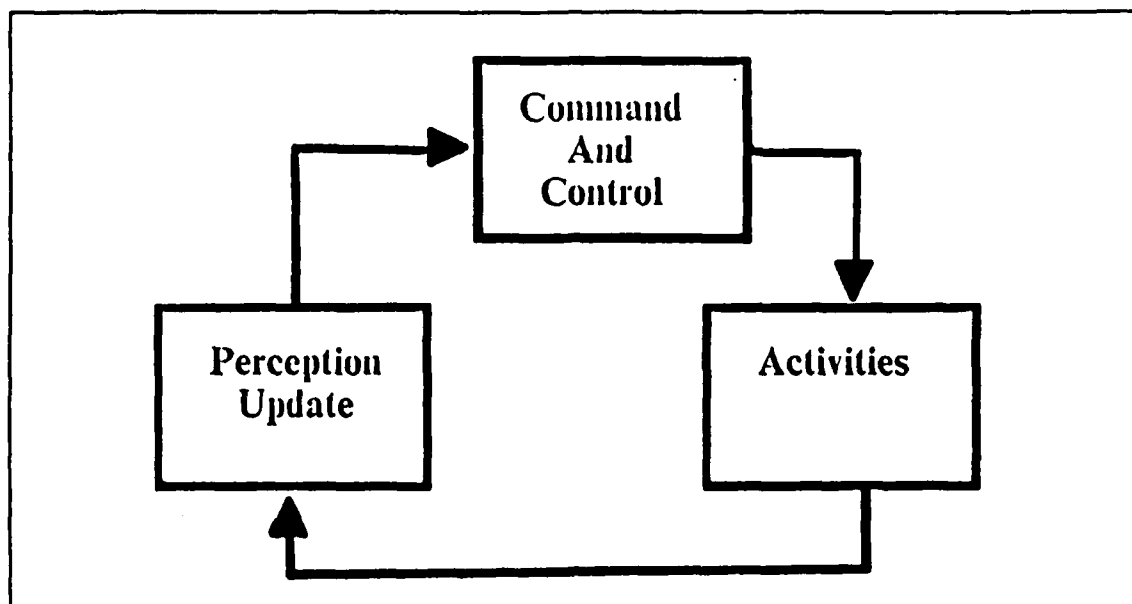 Command
And
Control
Perception
Update
Activities